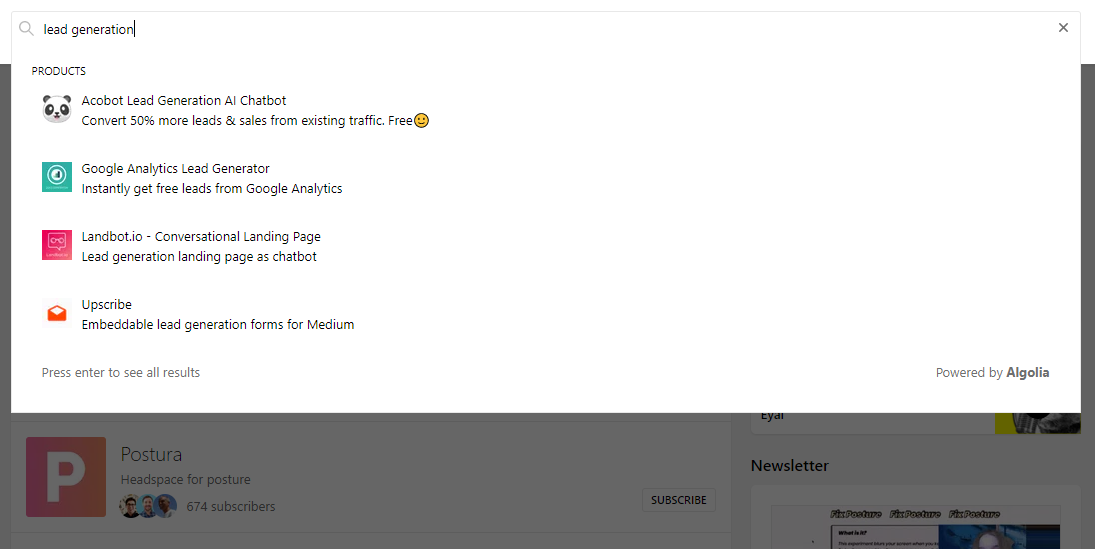 lead generation
PRODUCTS
Acobot Lead Generation AI Chatbot
Convert 50% more leads & sales from existing traffic. Free🙂
Google Analytics Lead Generator
Instantly get free leads from Google Analytics
Landbot.io - Conversational Landing Page
Lead generation landing page as chatbot
Upscribe
Embeddable lead generation forms for Medium
Press enter to see all results
Powered by Algolia
Eyal
P
Postura
Headspace for posture
674 subscribers
SUBSCRIBE
Newsletter
FixPosture FixPosture FixPosture
What is it?
This experiment blurs your screen when you